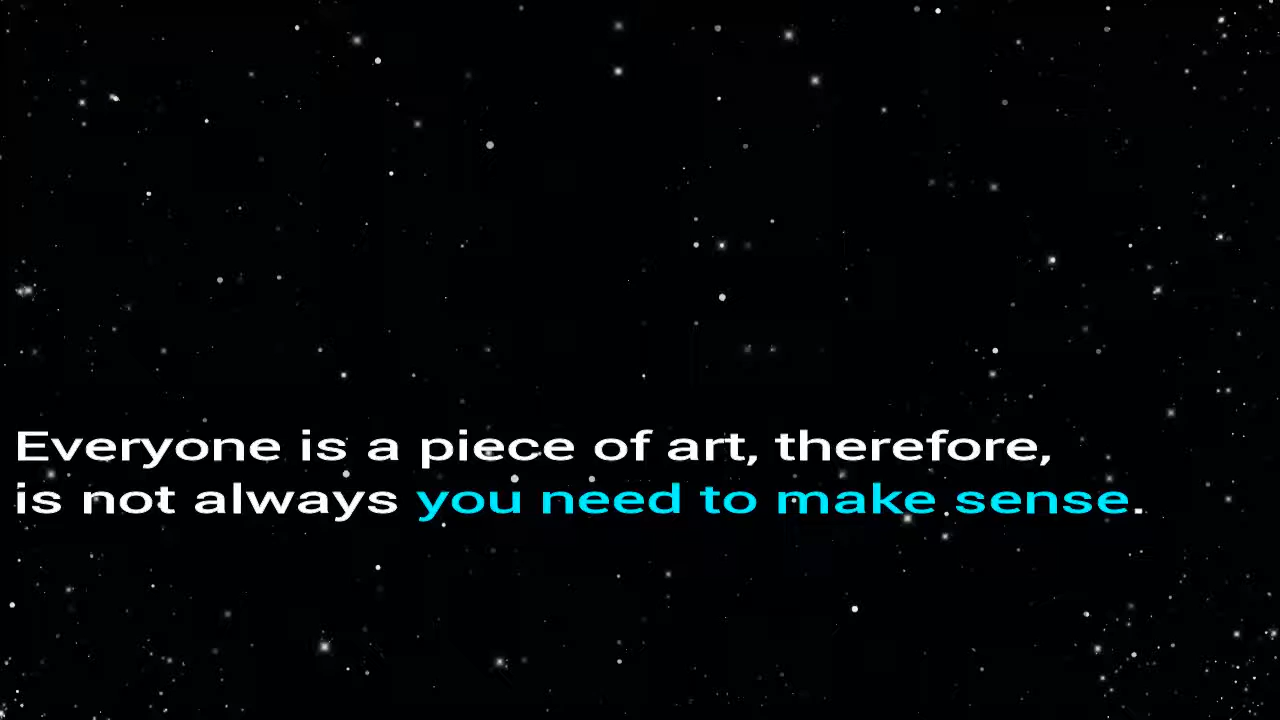 Everyone is a piece of art, therefore,
is not always you need to make sense.